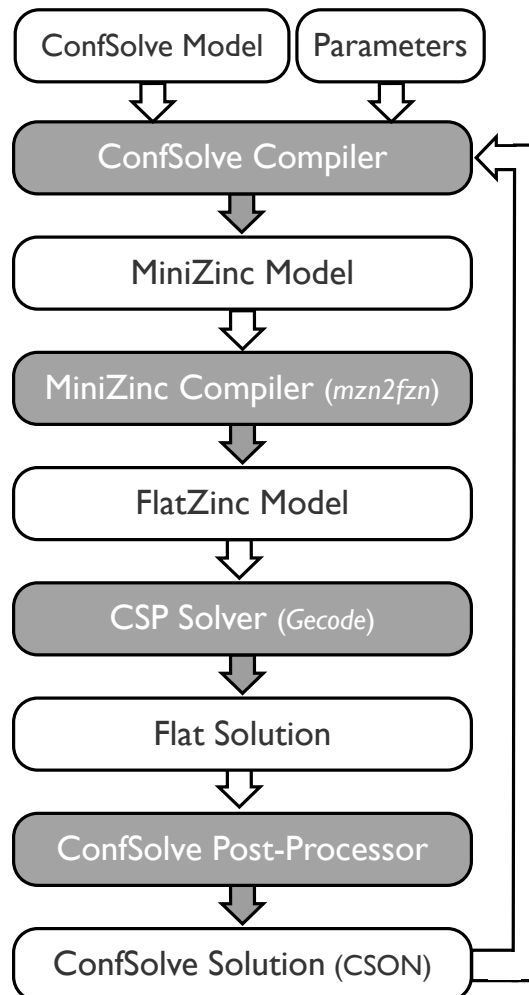 ConfSolve Model
Parameters
ConfSolve Compiler
MiniZinc Model
MiniZinc Compiler (mzn2fzn)
FlatZinc Model
CSP Solver (Gecode)
Flat Solution
ConfSolve Post-Processor
ConfSolve Solution (CSON)